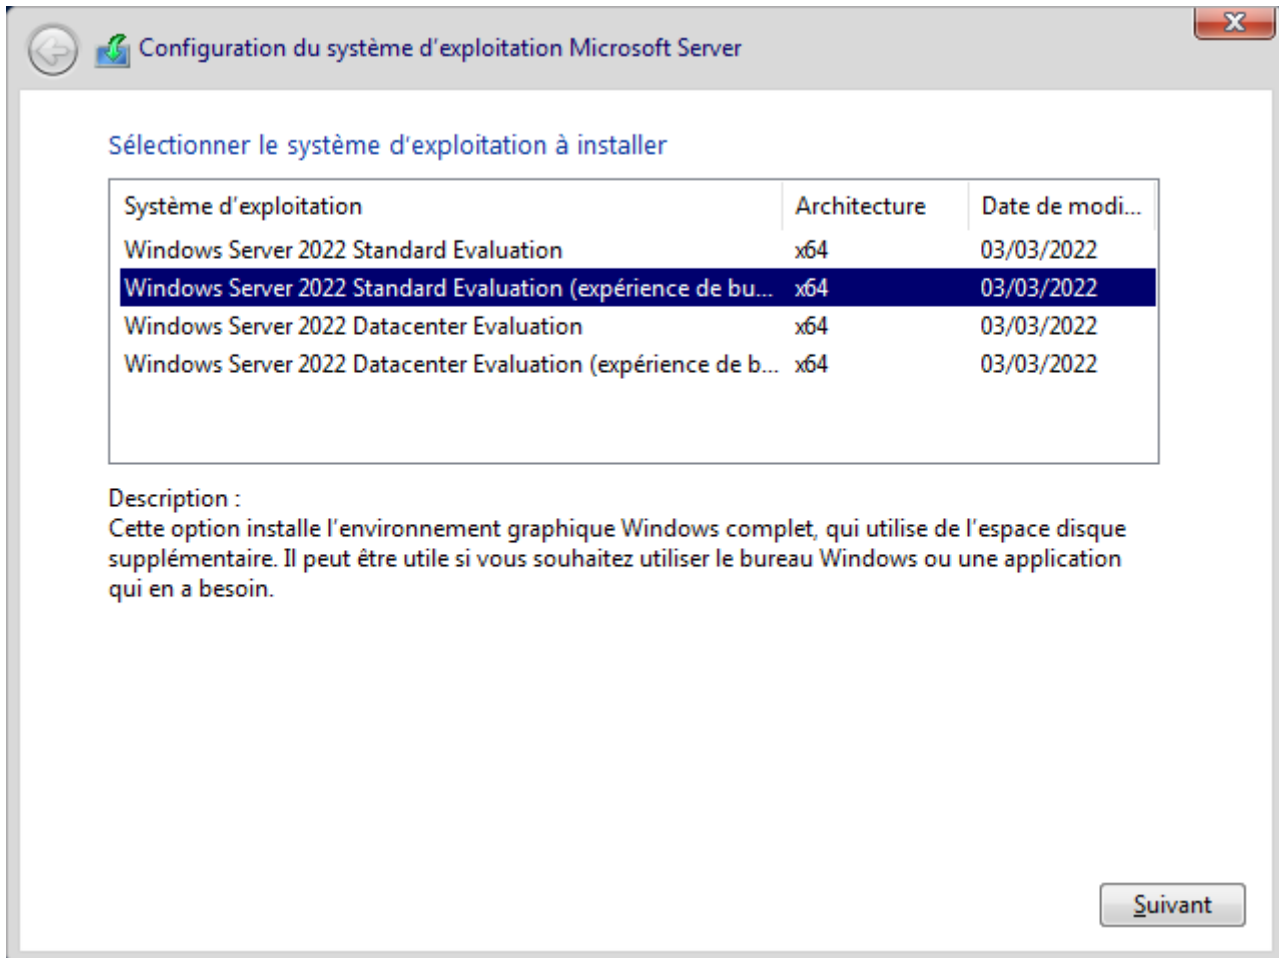 Configuration du système d'exploitation Microsoft Server
Sélectionner le système d'exploitation à installer
Système d'exploitation Architecture Date de modi...
Windows Server 2022 Standard Evaluation x64 03/03/2022
Windows Server 2022 Standard Evaluation (expérience de bu... x64 03/03/2022
Windows Server 2022 Datacenter Evaluation x64 03/03/2022
Windows Server 2022 Datacenter Evaluation (expérience de b... x64 03/03/2022
Description :
Cette option installe l'environnement graphique Windows complet, qui utilise de l'espace disque
supplémentaire. Il peut être utile si vous souhaitez utiliser le bureau Windows ou une application
qui en a besoin.
Suivant